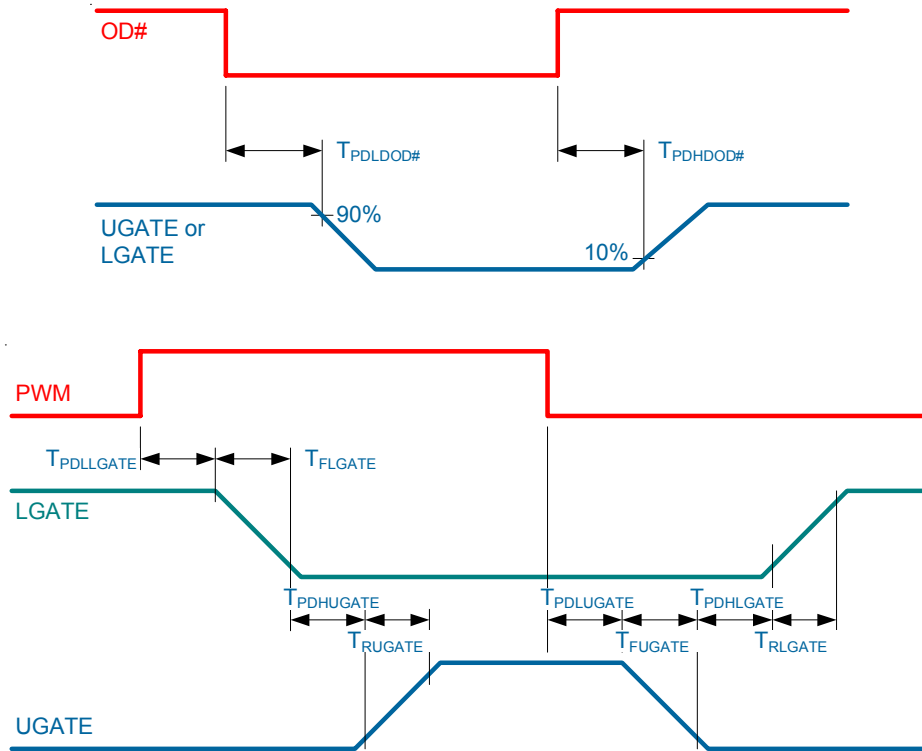 OD#
TPDLDOD#
TPDHDOD#
90%
UGATE or
LGATE
10%
PWM
TPDLLGATE
TFLGATE
LGATE
TPDHUGATE
TPDLUGATE
TPDHLGATE
TRUGATE
TFUGATE
TRLGATE
UGATE